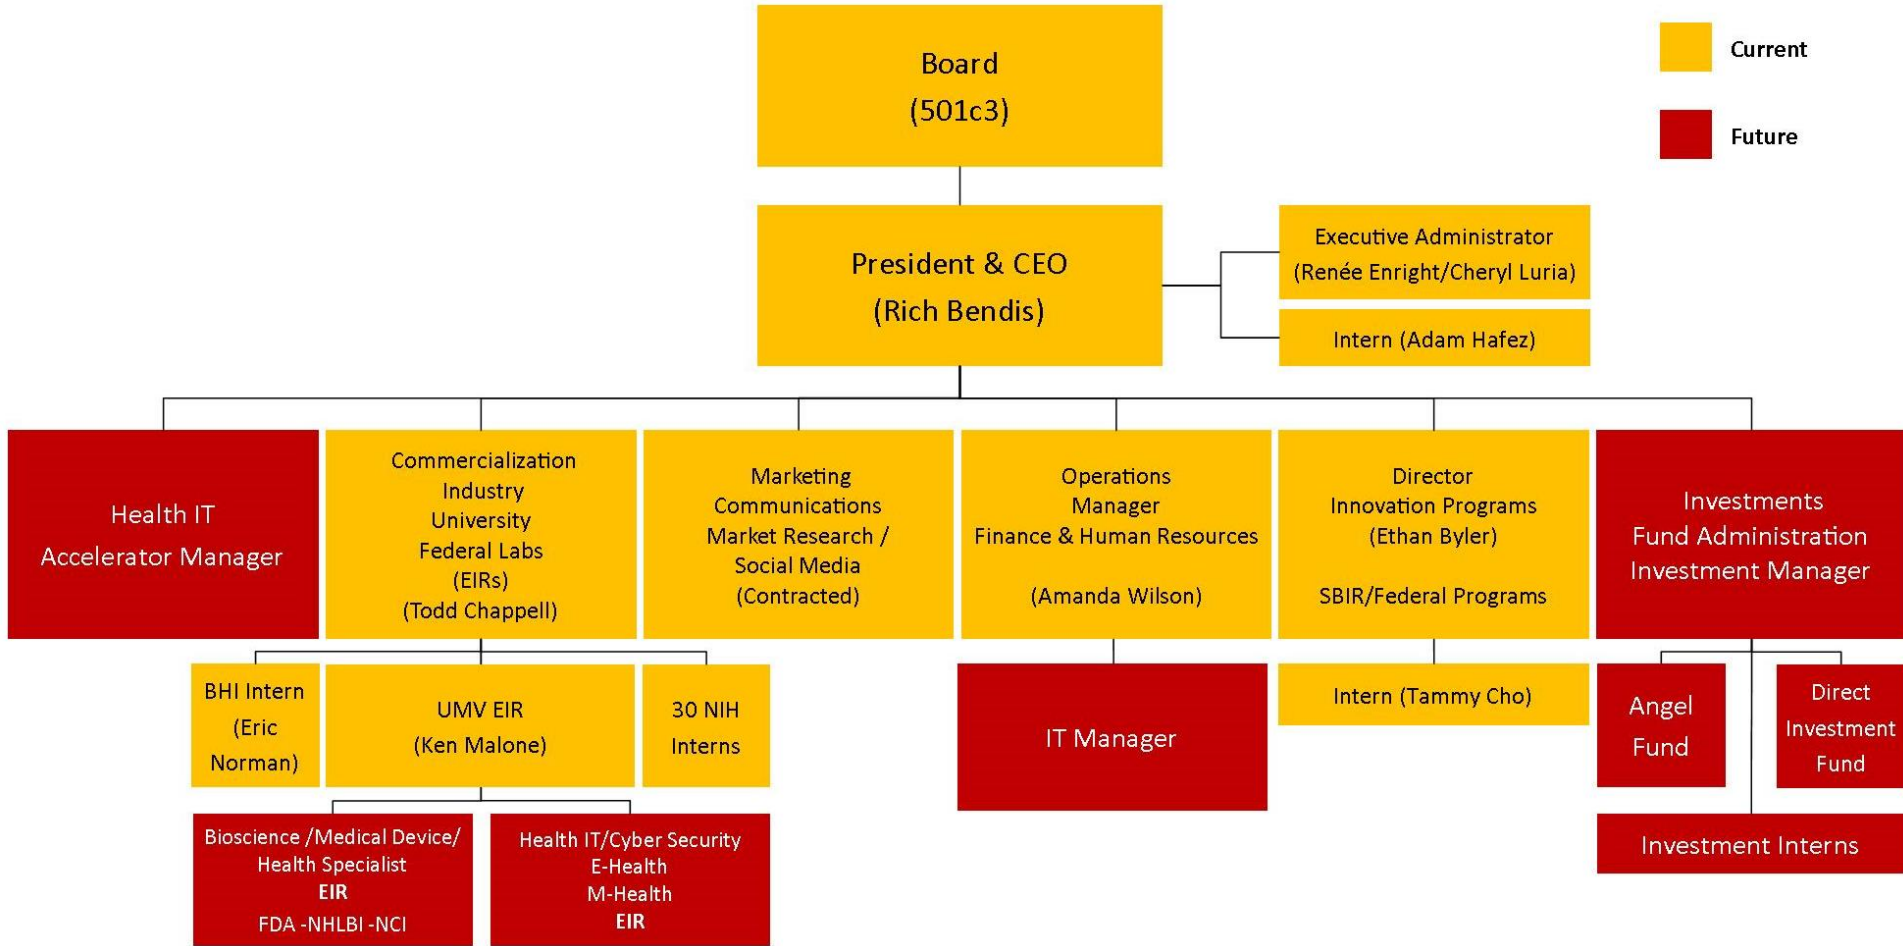 Board
(501c3)
Current
Future
President & CEO
(Rich Bendis)
Executive Administrator
(Renée Enright/Cheryl Luria)
Intern (Adam Hafez)
Health IT
Accelerator Manager
Commercialization
Industry
University
Federal Labs
(EIRs)
(Todd Chappell)
Marketing
Communications
Market Research /
Social Media
(Contracted)
Operations
Manager
Finance & Human Resources
(Amanda Wilson)
Director
Innovation Programs
(Ethan Byler)
SBIR/Federal Programs
Investments
Fund Administration
Investment Manager
BHI Intern
(Eric
Norman)
UMV EIR
(Ken Malone)
30 NIH
Interns
IT Manager
Intern (Tammy Cho)
Angel
Fund
Direct
Investment
Fund
Bioscience /Medical Device/
Health Specialist
EIR
FDA -NHLBI -NCI
Health IT/Cyber Security
E-Health
M-Health
EIR
Investment Interns